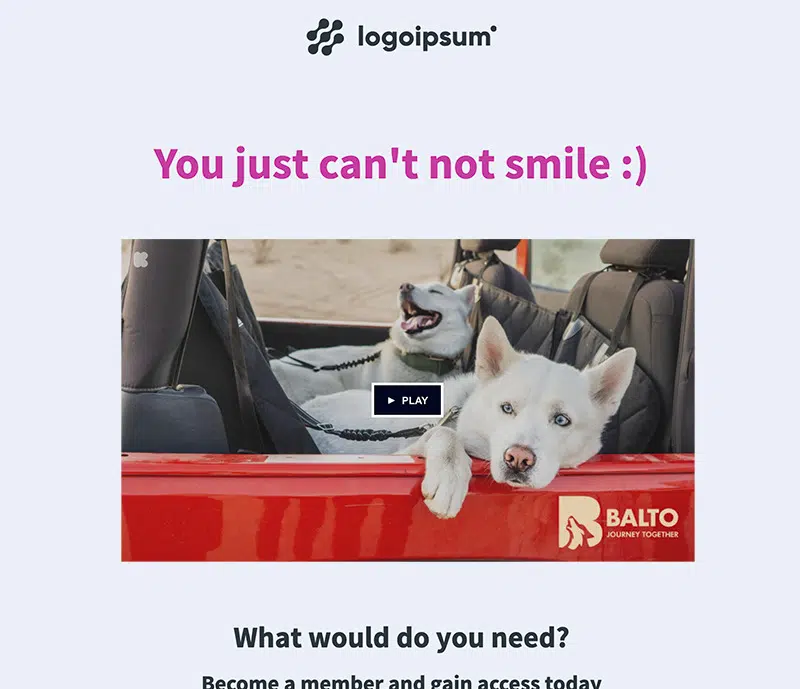 logoipsum
You just can't not smile :)
► PLAY
BALTO
JOURNEY TOGETHER
What would do you need?
Become a member and gain access today